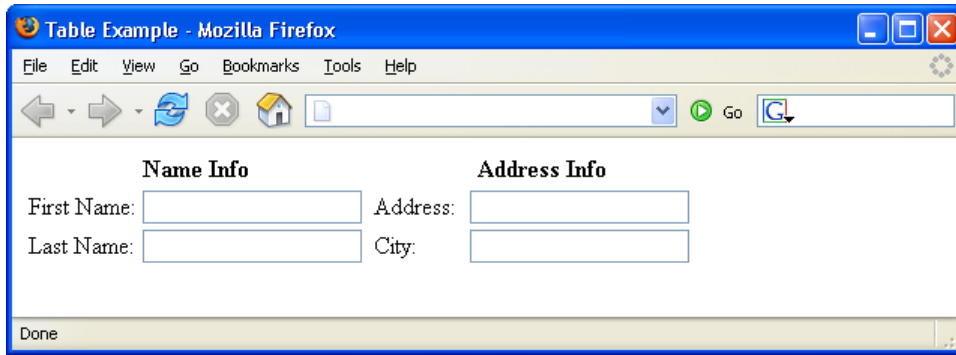 Table Example - Mozilla Firefox
File Edit View Go Bookmarks Tools Help
Go G
Name Info Address Info
First Name: Address:
Last Name: City:
Done